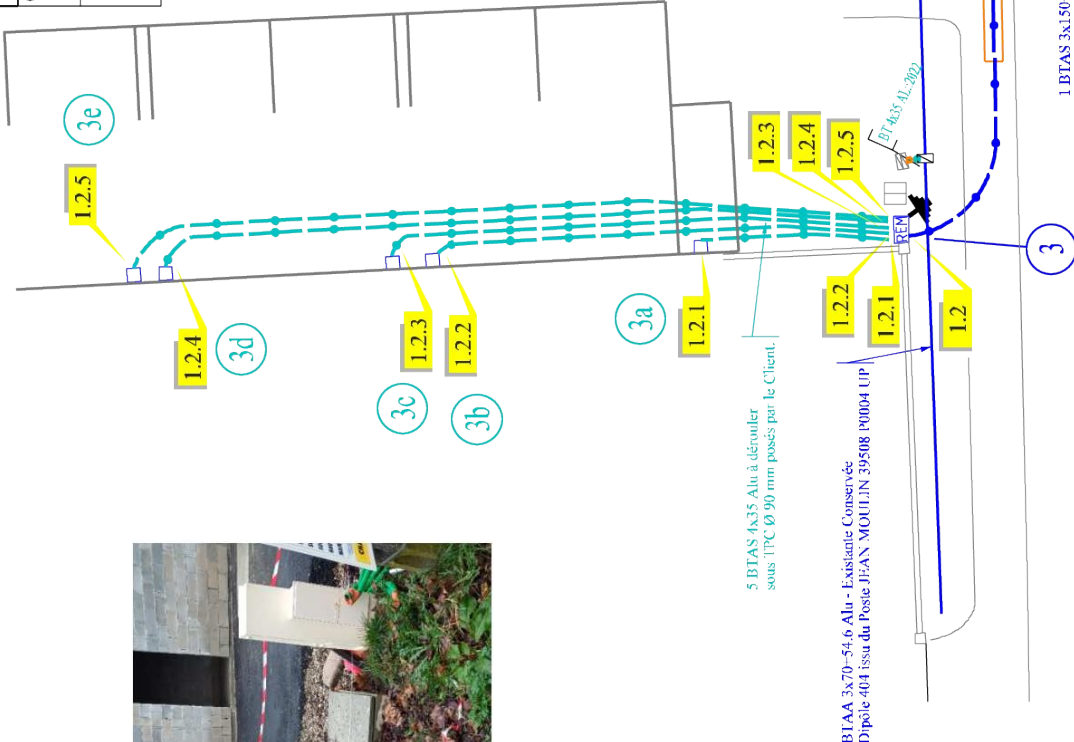 3e
1.2.5
1.2.4
3d
1.2.3
3c
1.2.2
3b
3a
1.2.1
1.2.3
1.2.4
1.2.5
BT 4x35 AL:2022
REM
1.2.2
1.2.1
1.2
3
5 BTAS 4x35 Alu à dérouler
sous TPC Ø 90 mm posés par le Client.
BTAA 3x70+54.6 Alu - Existante Conservée
Dipôle 404 issu du Poste JEAN MOULIN 39508 P0004 UP
1 BTAS 3x150